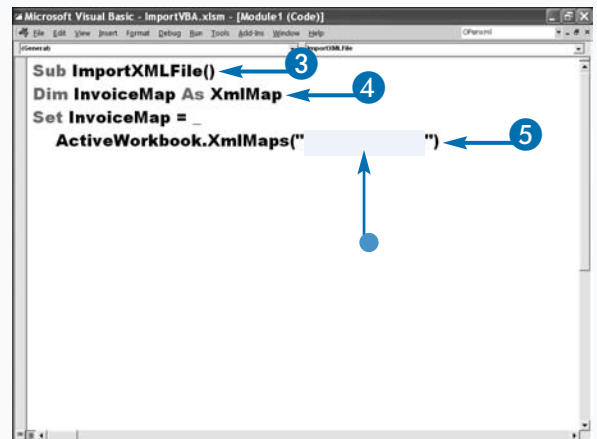 Microsoft Visual Basic - ImportVBA.xlsm - [Module1 (Code)]
File Edit View Insert Format Debug Run Tools Add-Ins Window Help
(General) ImportXMLFile
Sub ImportXMLFile() 3
Dim InvoiceMap As XmlMap 4
Set InvoiceMap = _
ActiveWorkbook.XmlMaps(" ") 5